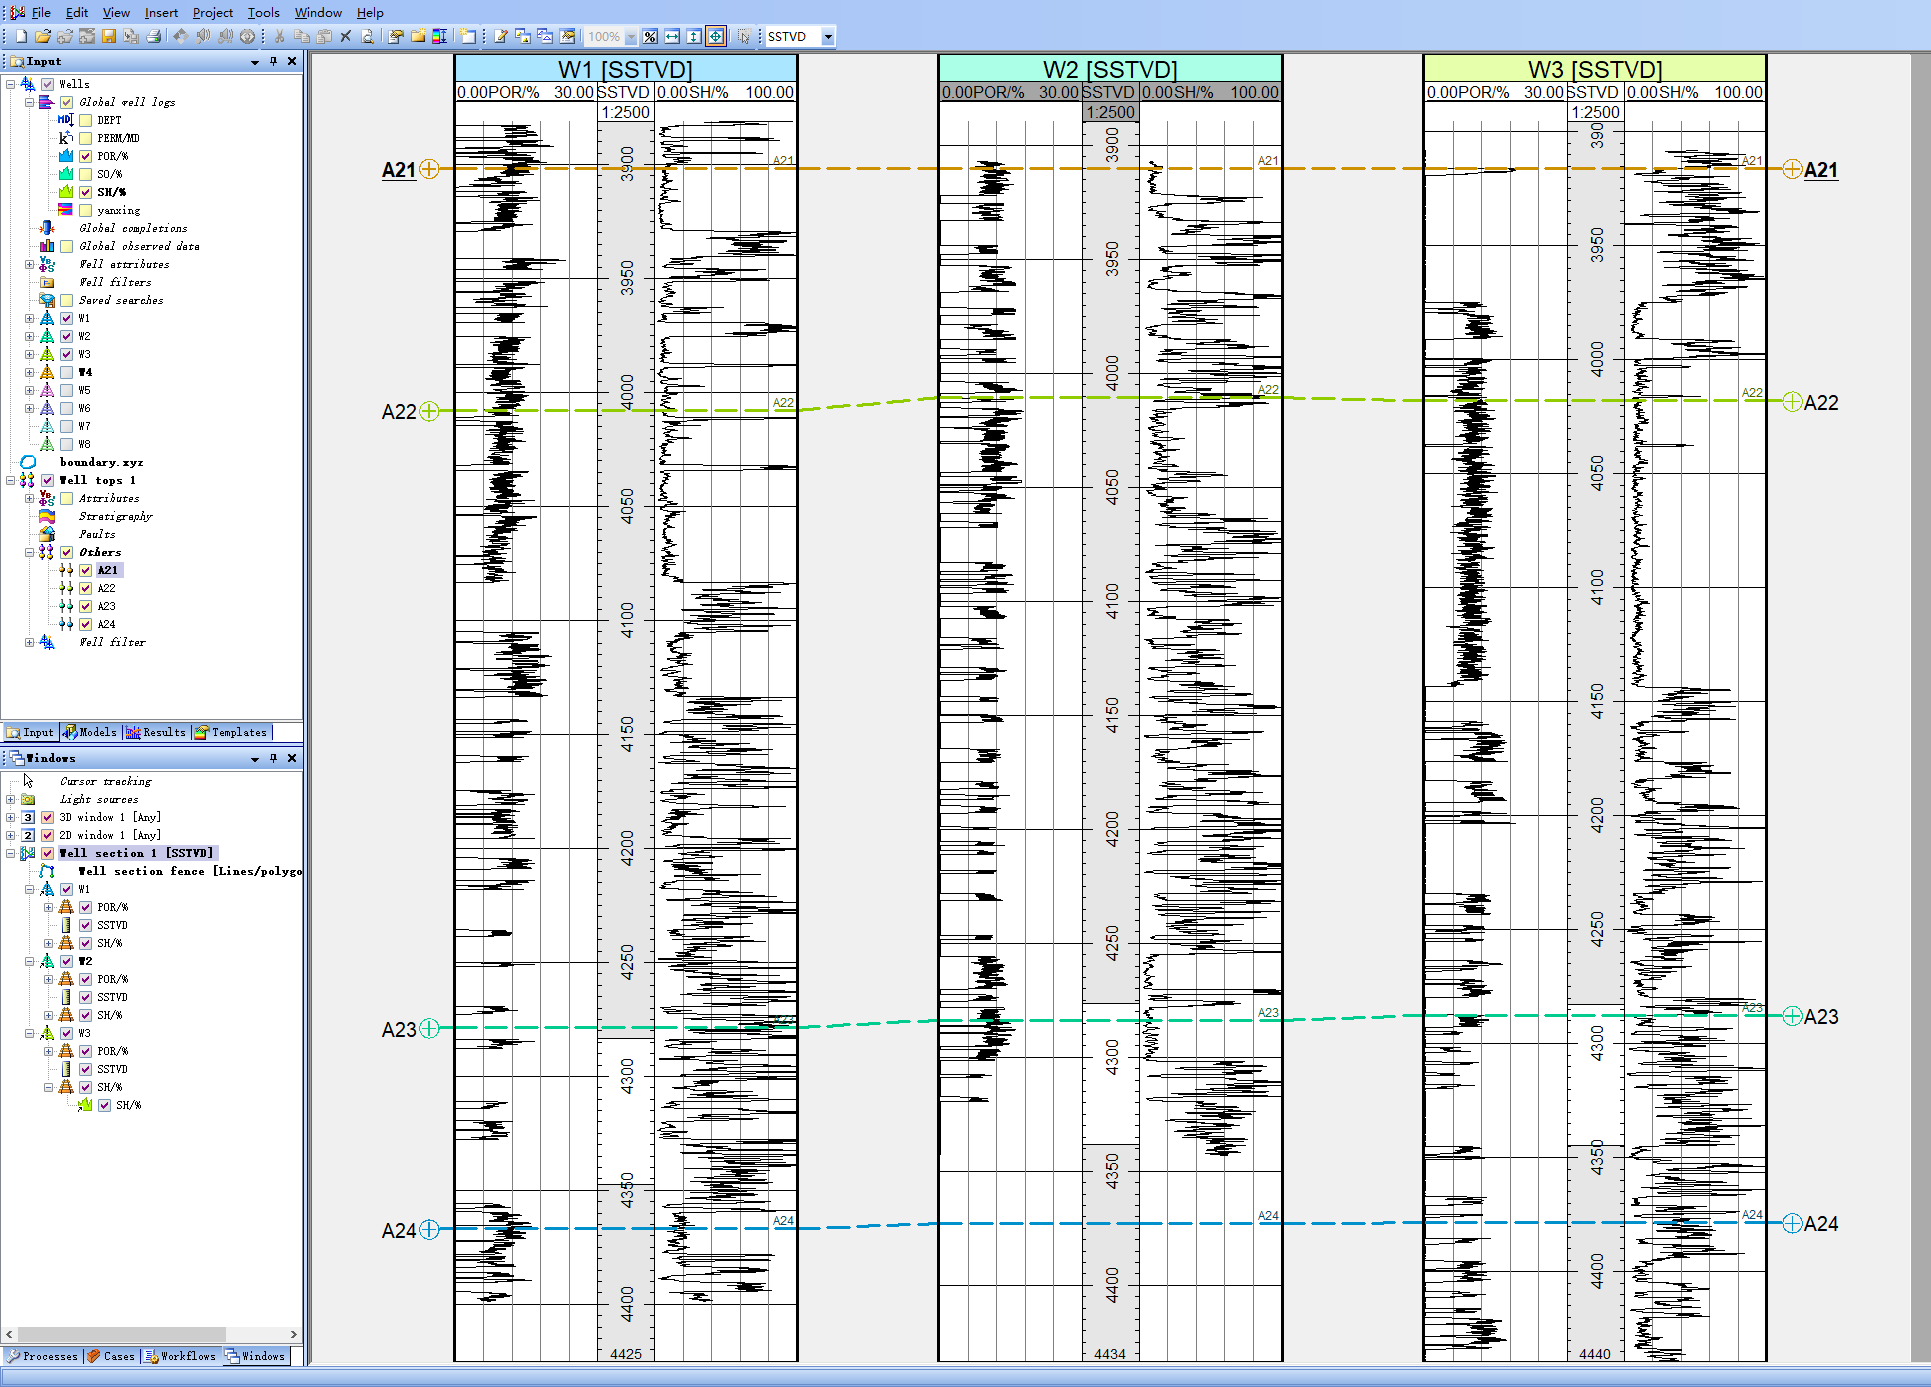 File Edit View Insert Project Tools Window Help
100% % SSTVD
Input
Wells
Global well logs
MD DEPT
k PERM/MD
POR/%
SO/%
SH/%
yanxing
Global completions
Global observed data
Well attributes
Well filters
Saved searches
W1
W2
W3
W4
W5
W6
W7
W8
boundary.xyz
Well tops 1
Attributes
Stratigraphy
Faults
Others
A21
A22
A23
A24
Well filter
Input Models Results Templates
Windows
Cursor tracking
Light sources
3 3D window 1 [Any]
2 2D window 1 [Any]
Well section 1 [SSTVD]
Well section fence [Lines/polygo
W1
POR/%
SSTVD
SH/%
W2
POR/%
SSTVD
SH/%
W3
POR/%
SSTVD
SH/%
SH/%
Processes Cases Workflows Windows
W1 [SSTVD]
0.00 POR/% 30.00 SSTVD 0.00 SH/% 100.00
1:2500
3900
3950
4000
4050
4100
4150
4200
4250
4300
4350
4400
4425
W2 [SSTVD]
0.00 POR/% 30.00 SSTVD 0.00 SH/% 100.00
1:2500
3900
3950
4000
4050
4100
4150
4200
4250
4300
4350
4400
4434
W3 [SSTVD]
0.00 POR/% 30.00 SSTVD 0.00 SH/% 100.00
1:2500
3900
3950
4000
4050
4100
4150
4200
4250
4300
4350
4400
4440
A21 A21 A21 A21 A21
A22 A22 A22 A22 A22
A23 A23 A23 A23 A23
A24 A24 A24 A24 A24